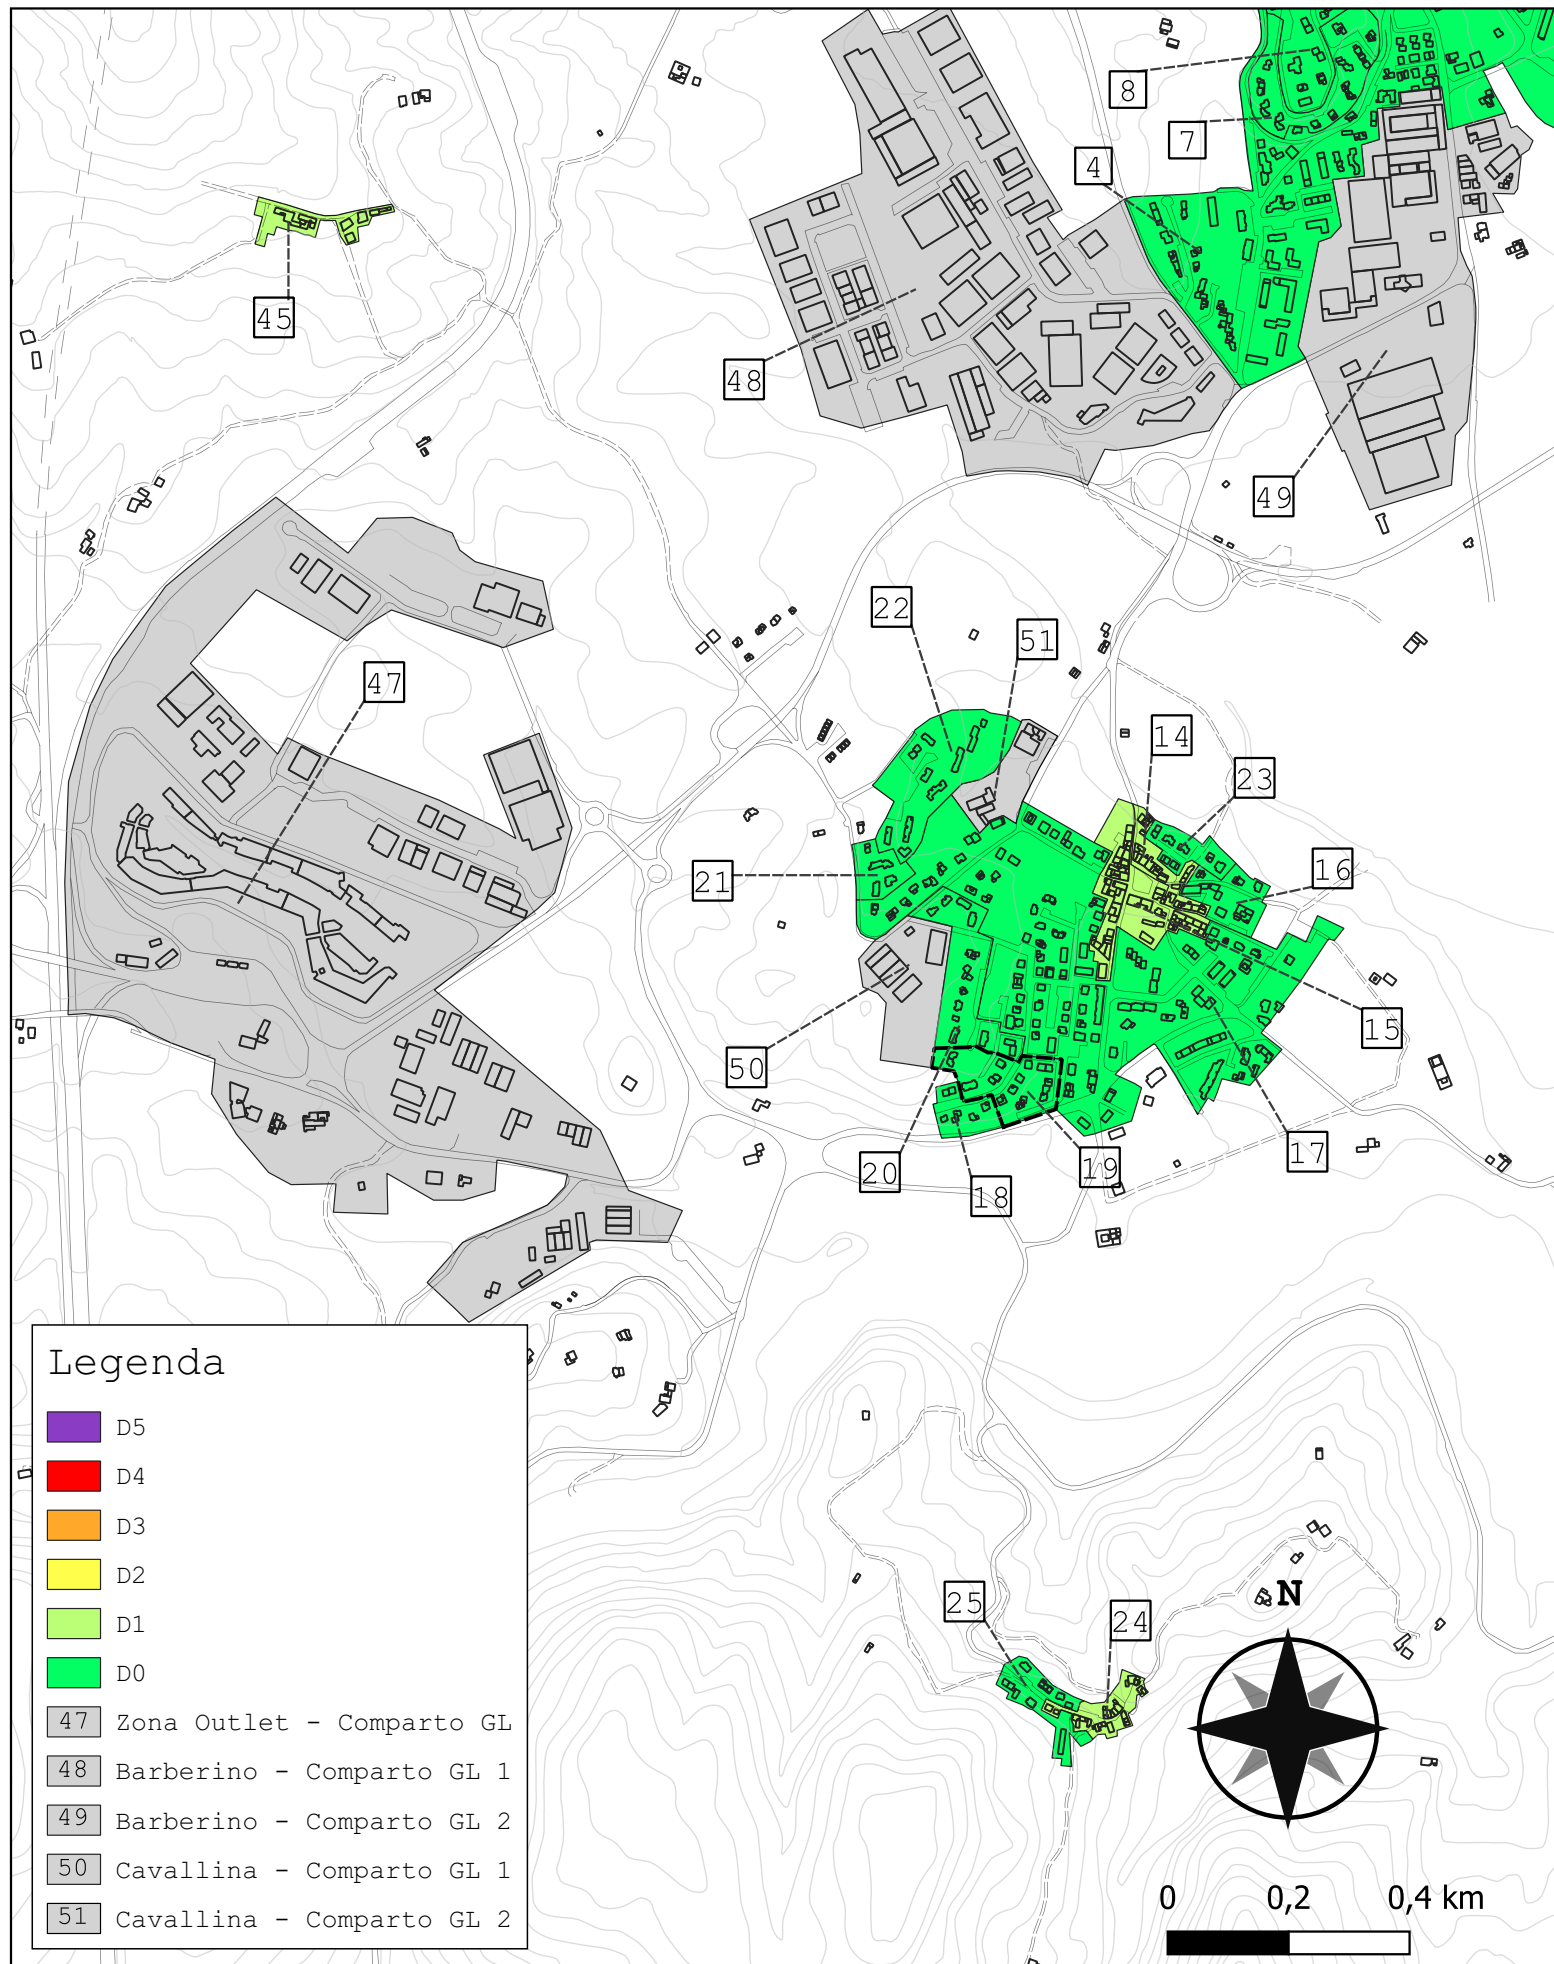 8
7
4
45
48
49
22
51
47
14
23
16
21
15
50
17
20
19
18
Legenda
D5
D4
D3
D2
D1
D0
47 Zona Outlet - Comparto GL
48 Barberino - Comparto GL 1
49 Barberino - Comparto GL 2
50 Cavallina - Comparto GL 1
51 Cavallina - Comparto GL 2
25
24
N
0 0,2 0,4 km